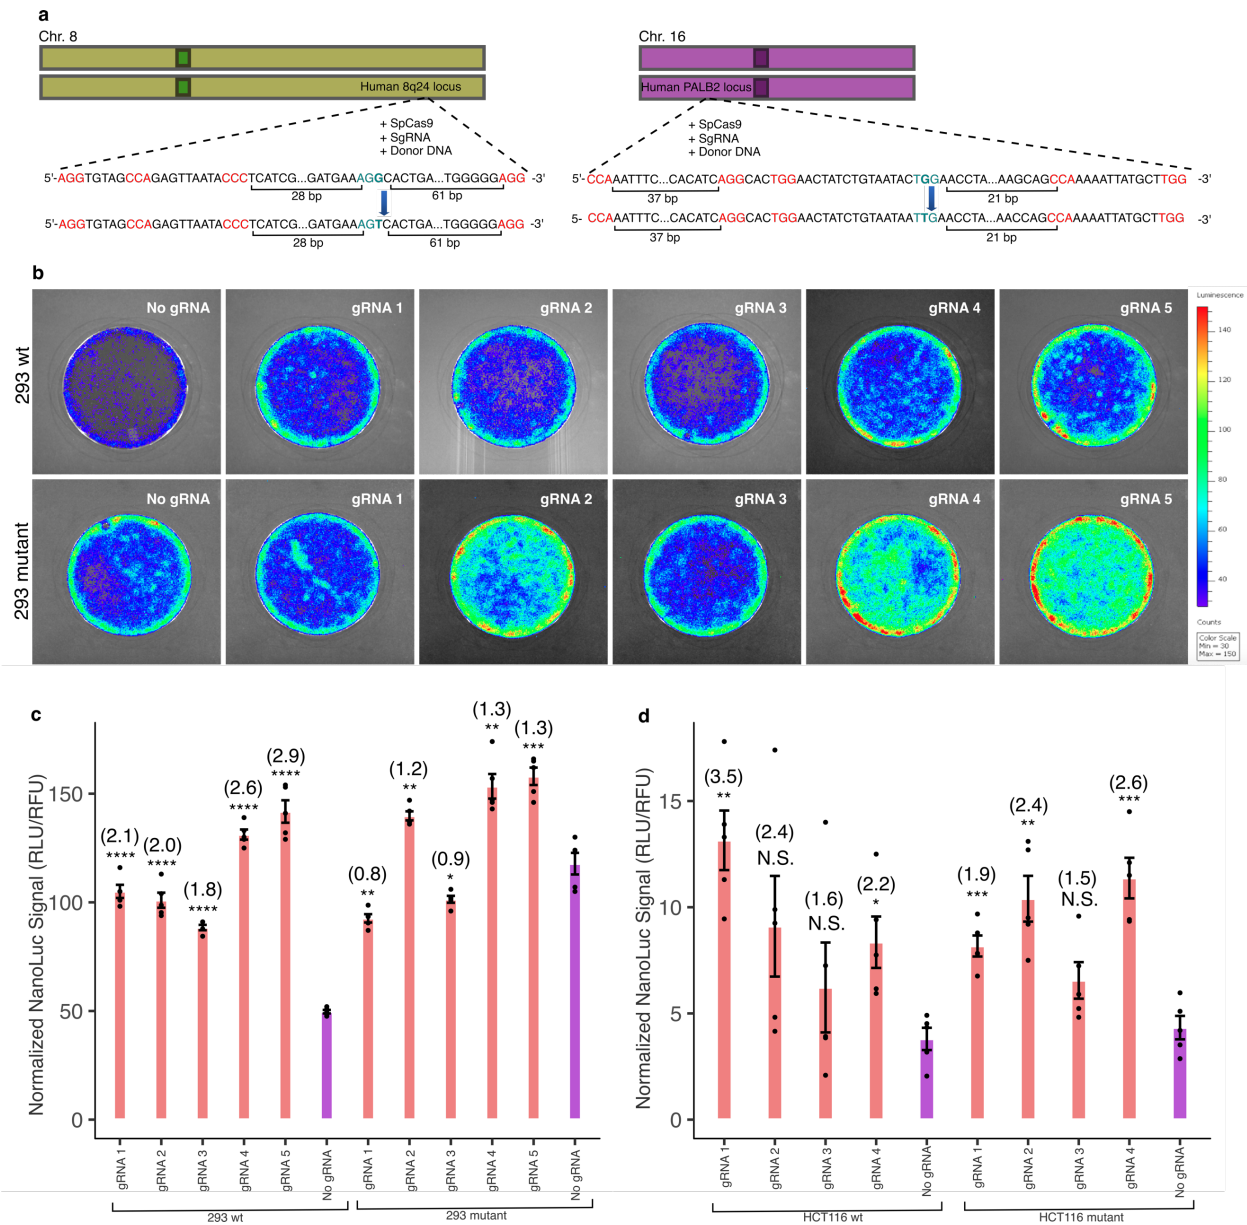 a
Chr. 8
Human 8q24 locus
+ SpCas9
+ SgRNA
+ Donor DNA
5'-AGGTGTAGCCAGAGTTAATACCCTCATCG...GATGAAAGGCACTGA...TGGGGGAGG -3'
28 bp
61 bp
5'- AGGTGTAGCCAGAGTTAATACCCTCATCG...GATGAAAGTCACTGA...TGGGGGAGG -3'
28 bp
61 bp
Chr. 16
Human PALB2 locus
+ SpCas9
+ SgRNA
+ Donor DNA
5'- CCAAATTTC...CACATCAGGCACTGGAACTATCTGTAATACTGGAACCTA...AAGCAGCCAAAAATTATGCTTGG -3'
37 bp
21 bp
5- CCAAATTTC...CACATCAGGCACTGGAACTATCTGTAATAATTGAACCTA...AACCAGCCAAAAATTATGCTTGG -3'
37 bp
21 bp
b
293 wt
No gRNA
gRNA 1
gRNA 2
gRNA 3
gRNA 4
gRNA 5
293 mutant
No gRNA
gRNA 1
gRNA 2
gRNA 3
gRNA 4
gRNA 5
Luminescence
140
120
100
80
60
40
Counts
Color Scale
Min = 30
Max = 150
c
Normalized NanoLuc Signal (RLU/RFU)
150
100
50
0
(2.1)
****
(2.0)
****
(1.8)
****
(2.6)
****
(2.9)
****
(0.8)
**
(1.2)
**
(0.9)
*
(1.3)
**
(1.3)
***
gRNA 1
gRNA 2
gRNA 3
gRNA 4
gRNA 5
No gRNA
gRNA 1
gRNA 2
gRNA 3
gRNA 4
gRNA 5
No gRNA
293 wt
293 mutant
d
Normalized NanoLuc Signal (RLU/RFU)
15
10
5
0
(3.5)
**
(2.4)
N.S.
(1.6)
N.S.
(2.2)
*
(1.9)
***
(2.4)
**
(1.5)
N.S.
(2.6)
***
gRNA 1
gRNA 2
gRNA 3
gRNA 4
No gRNA
gRNA 1
gRNA 2
gRNA 3
gRNA 4
No gRNA
HCT116 wt
HCT116 mutant